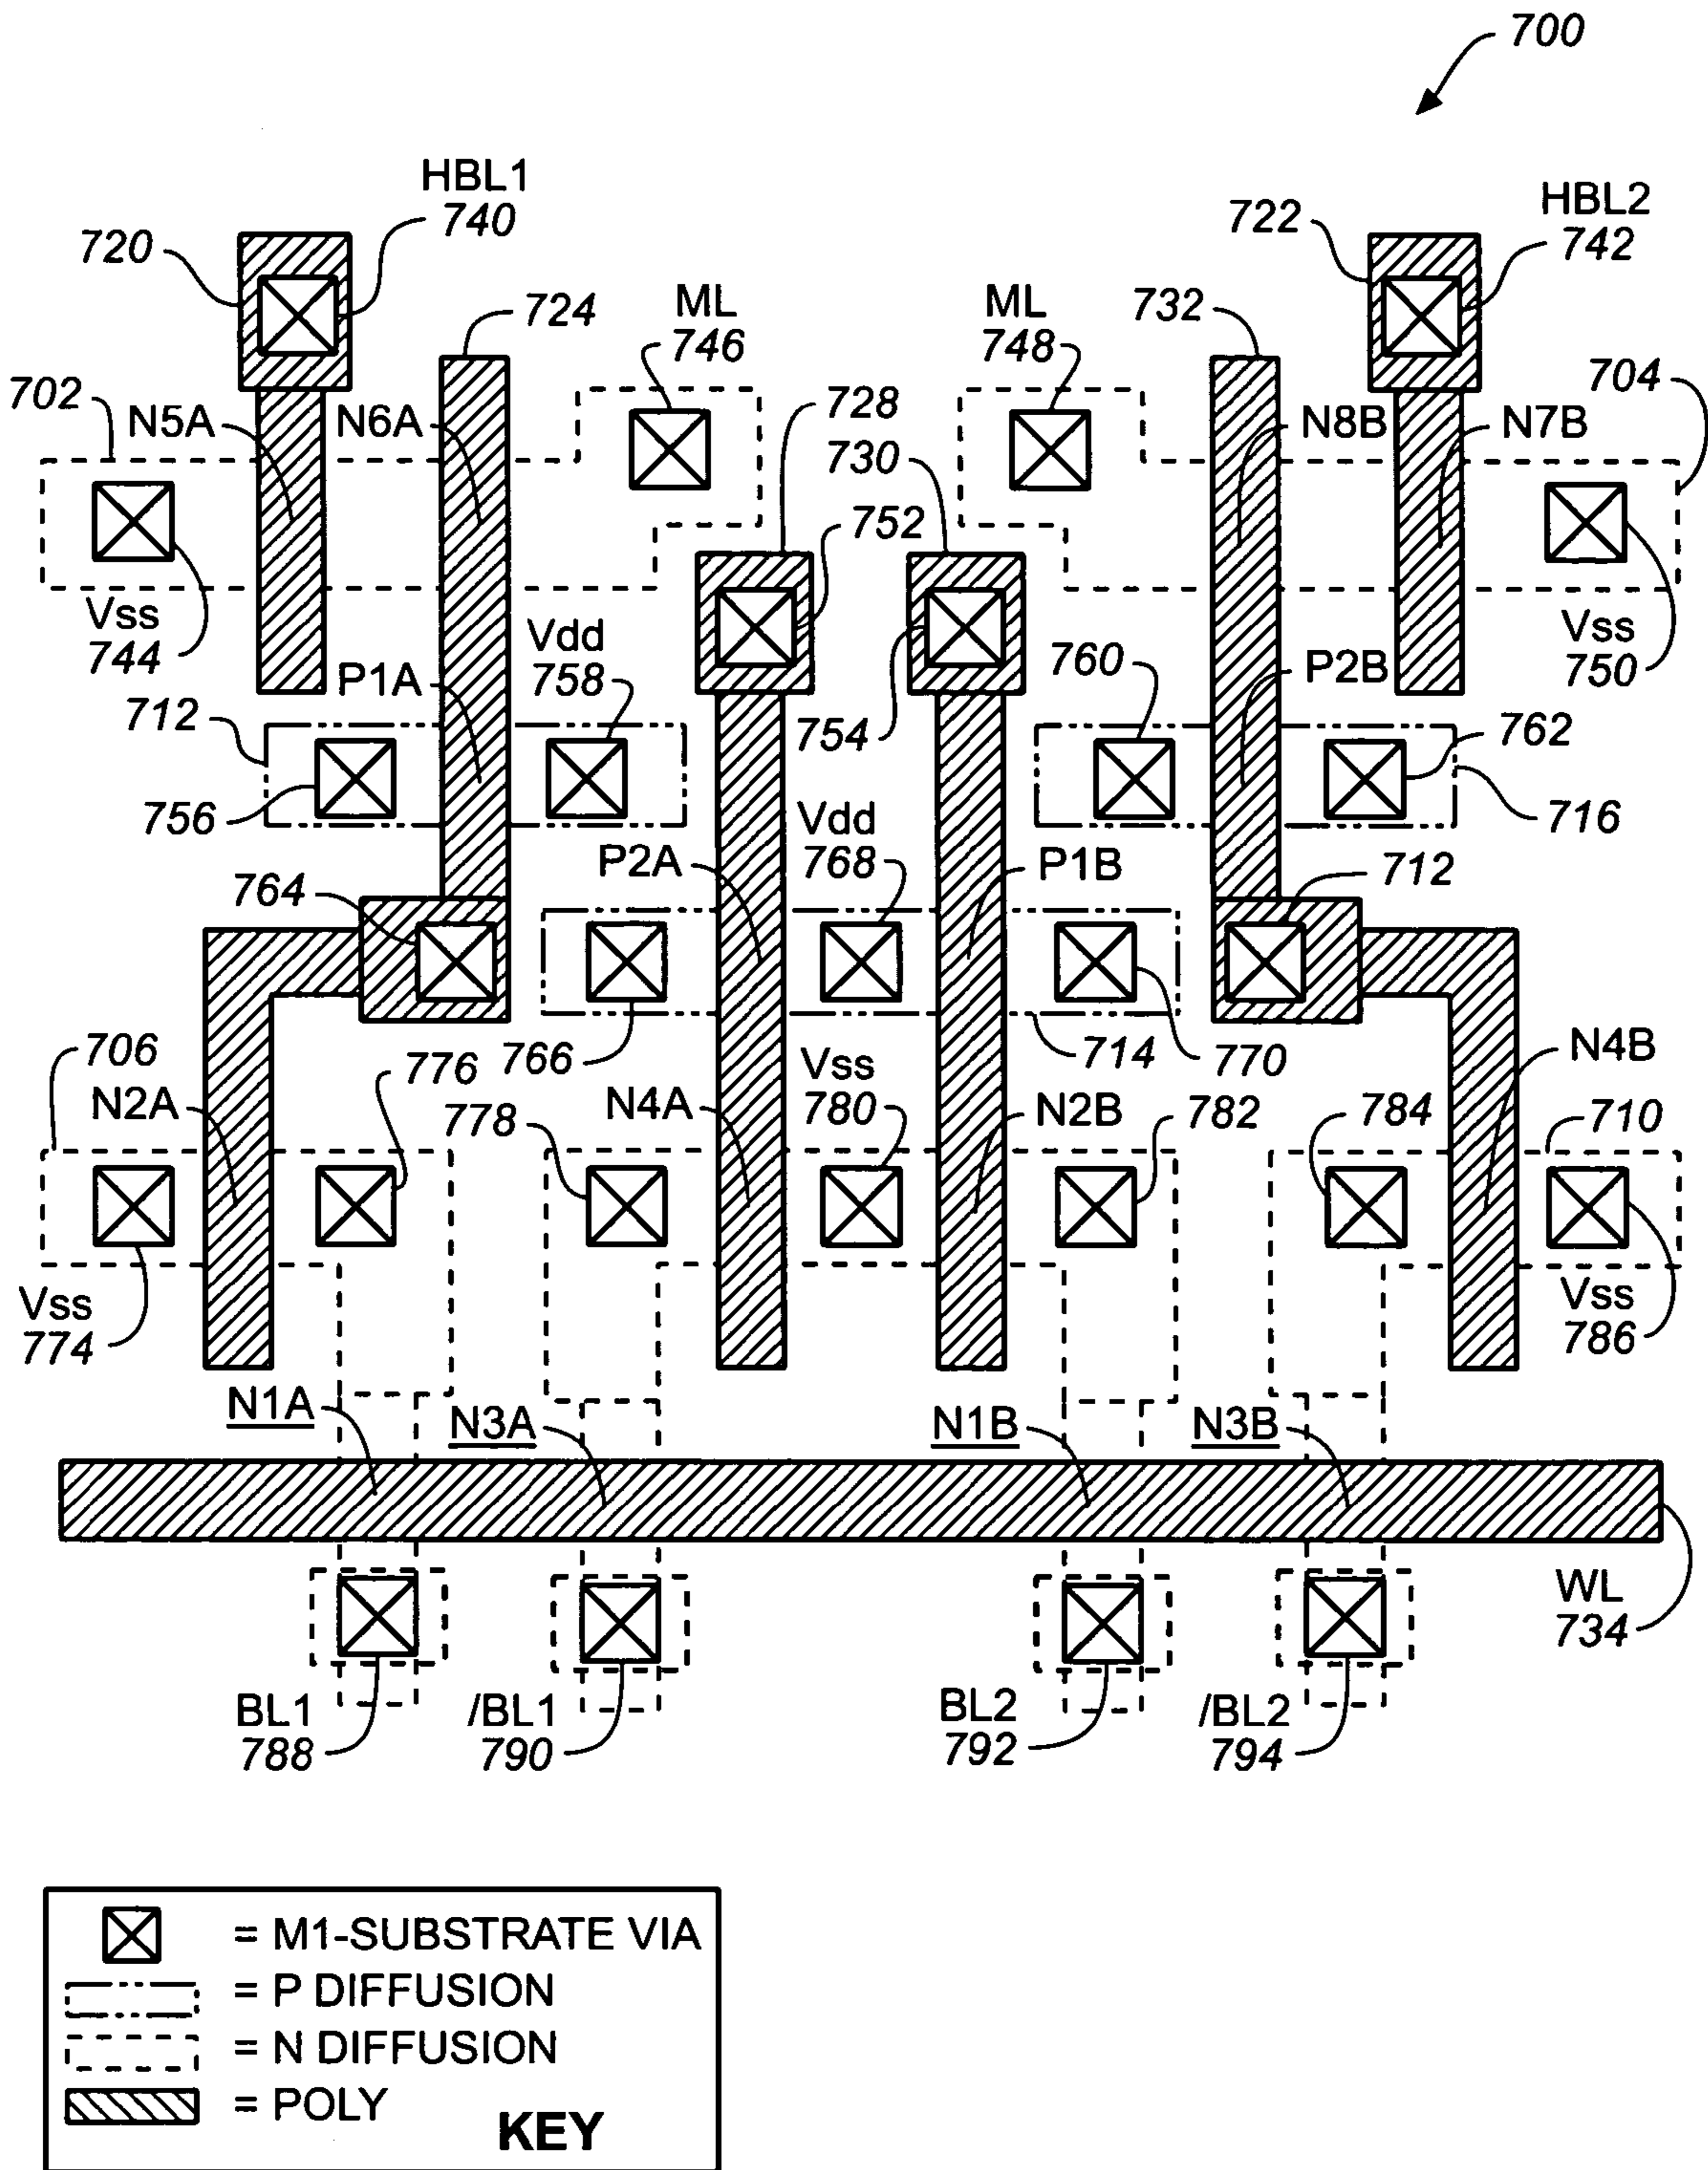 700
HBL1
740
HBL2
742
720
722
724
ML
746
ML
748
732
702
704
N5A
N6A
728
N8B
N7B
730
752
Vss
744
Vdd
758
760
Vss
750
P1A
P2B
712
754
762
756
Vdd
768
716
P2A
P1B
764
712
706
776
766
714
770
N4B
N2A
778
N4A
Vss
780
N2B
782
784
710
Vss
774
Vss
786
N1A
N3A
N1B
N3B
WL
734
BL1
788
/BL1
790
BL2
792
/BL2
794
= M1-SUBSTRATE VIA
= P DIFFUSION
= N DIFFUSION
= POLY
KEY